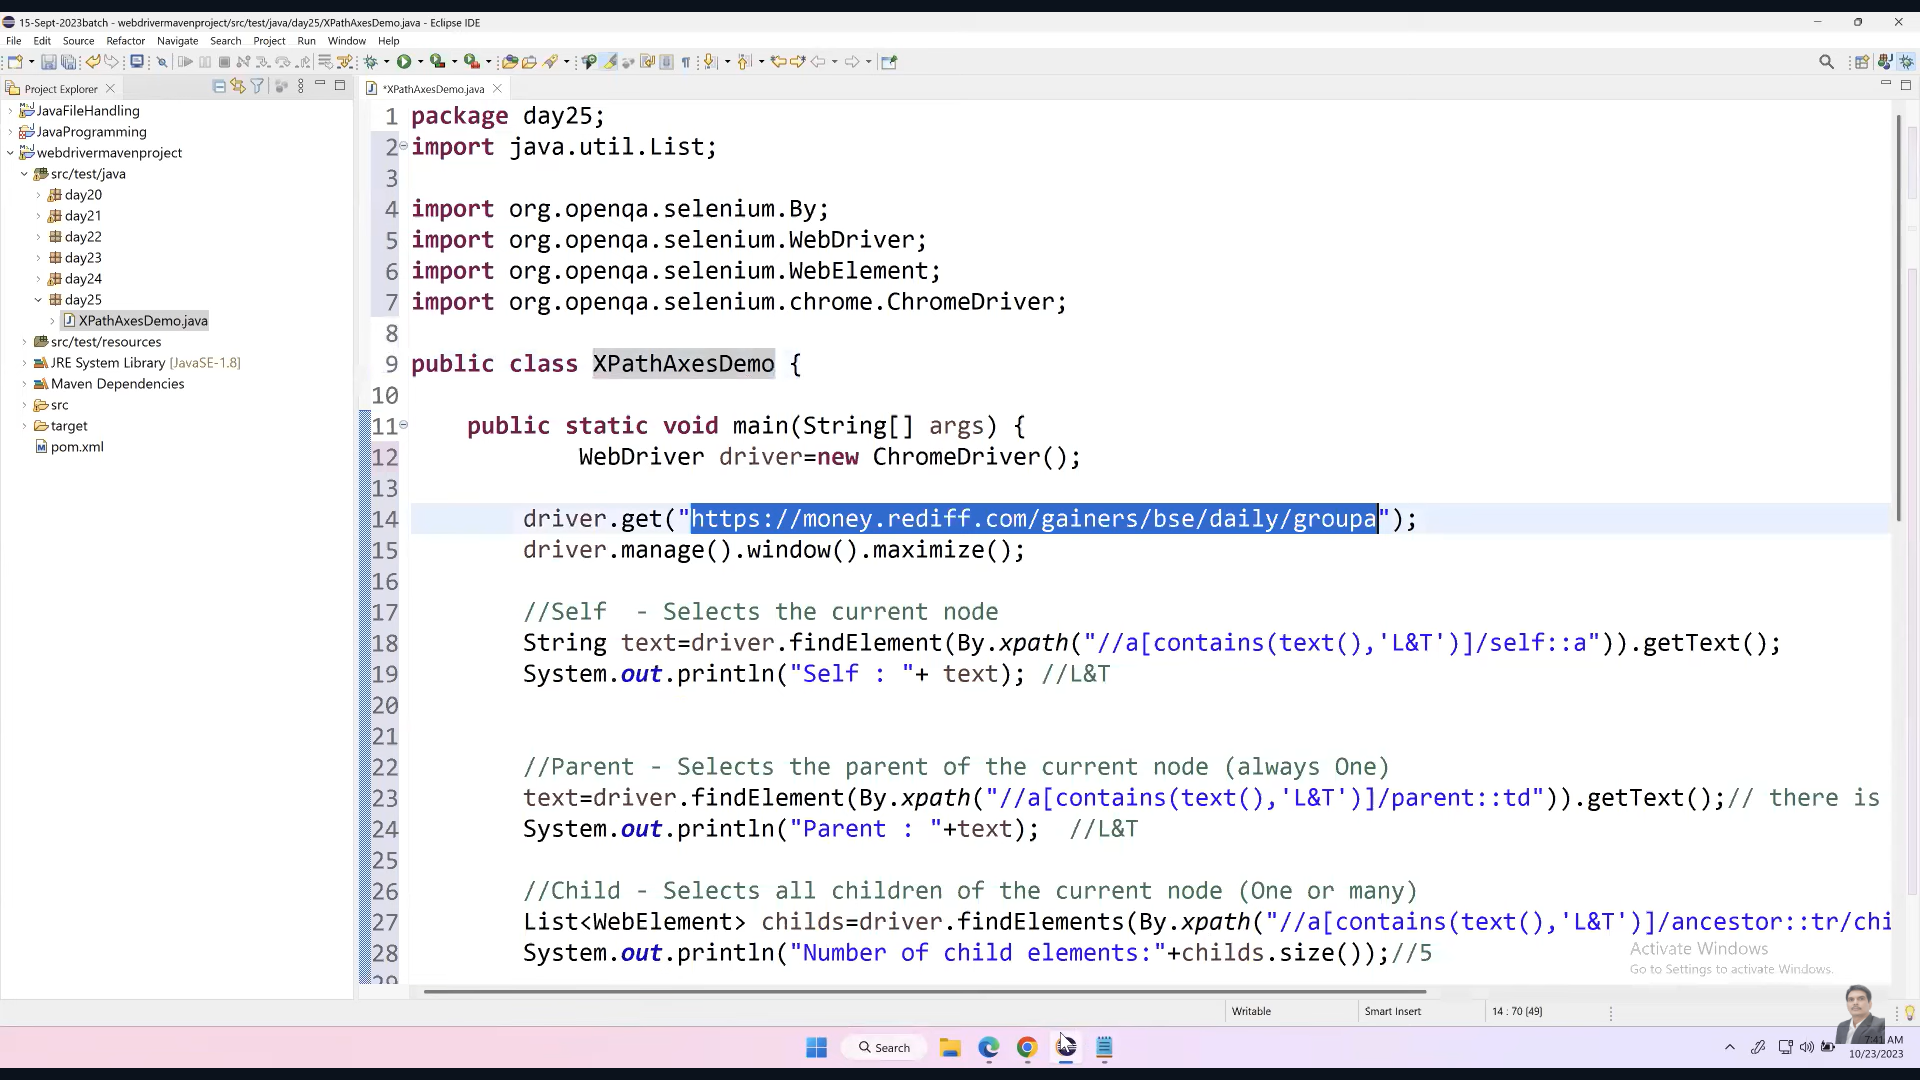 15-Sept-2023batch - webdrivermavenproject/src/test/java/day25/XPathAxesDemo.java - Eclipse IDE
File Edit Source Refactor Navigate Search Project Run Window Help
Project Explorer
*XPathAxesDemo.java
JavaFileHandling
JavaProgramming
webdrivermavenproject
src/test/java
day20
day21
day22
day23
day24
day25
XPathAxesDemo.java
src/test/resources
JRE System Library [JavaSE-1.8]
Maven Dependencies
src
target
pom.xml
1 package day25;
2 import java.util.List;
3
4 import org.openqa.selenium.By;
5 import org.openqa.selenium.WebDriver;
6 import org.openqa.selenium.WebElement;
7 import org.openqa.selenium.chrome.ChromeDriver;
8
9 public class XPathAxesDemo {
10
11 public static void main(String[] args) {
12 WebDriver driver=new ChromeDriver();
13
14 driver.get("https://money.rediff.com/gainers/bse/daily/groupa");
15 driver.manage().window().maximize();
16
17 //Self  - Selects the current node
18 String text=driver.findElement(By.xpath("//a[contains(text(),'L&T')]/self::a")).getText();
19 System.out.println("Self : "+ text); //L&T
20
21
22 //Parent - Selects the parent of the current node (always One)
23 text=driver.findElement(By.xpath("//a[contains(text(),'L&T')]/parent::td")).getText();// there is
24 System.out.println("Parent : "+text);  //L&T
25
26 //Child - Selects all children of the current node (One or many)
27 List<WebElement> childs=driver.findElements(By.xpath("//a[contains(text(),'L&T')]/ancestor::tr/chi
28 System.out.println("Number of child elements:"+childs.size());//5
29
Activate Windows
Go to Settings to activate Windows.
Writable Smart Insert 14 : 70 [49]
Search
7:41 AM
10/23/2023